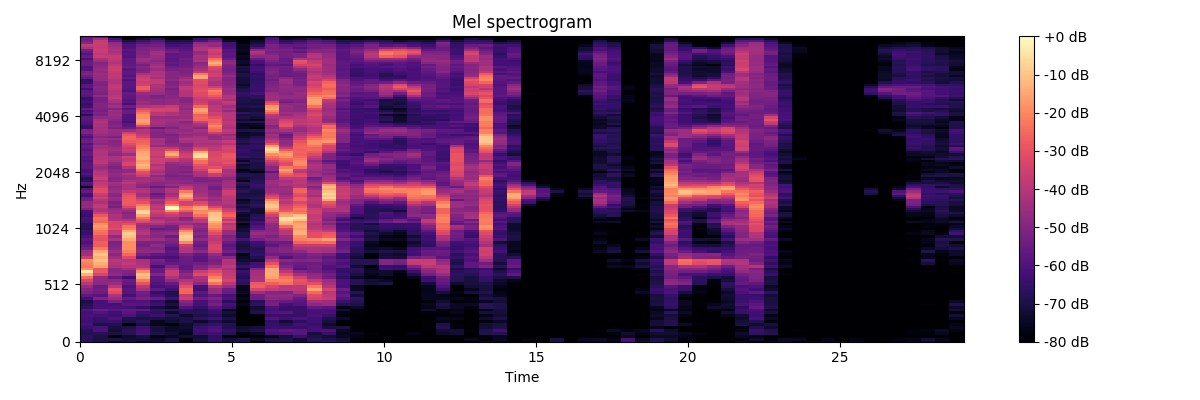 Mel spectrogram
8192
4096
2048
1024
512
0
Hz
0 5 10 15 20 25
Time
+0 dB
-10 dB
-20 dB
-30 dB
-40 dB
-50 dB
-60 dB
-70 dB
-80 dB